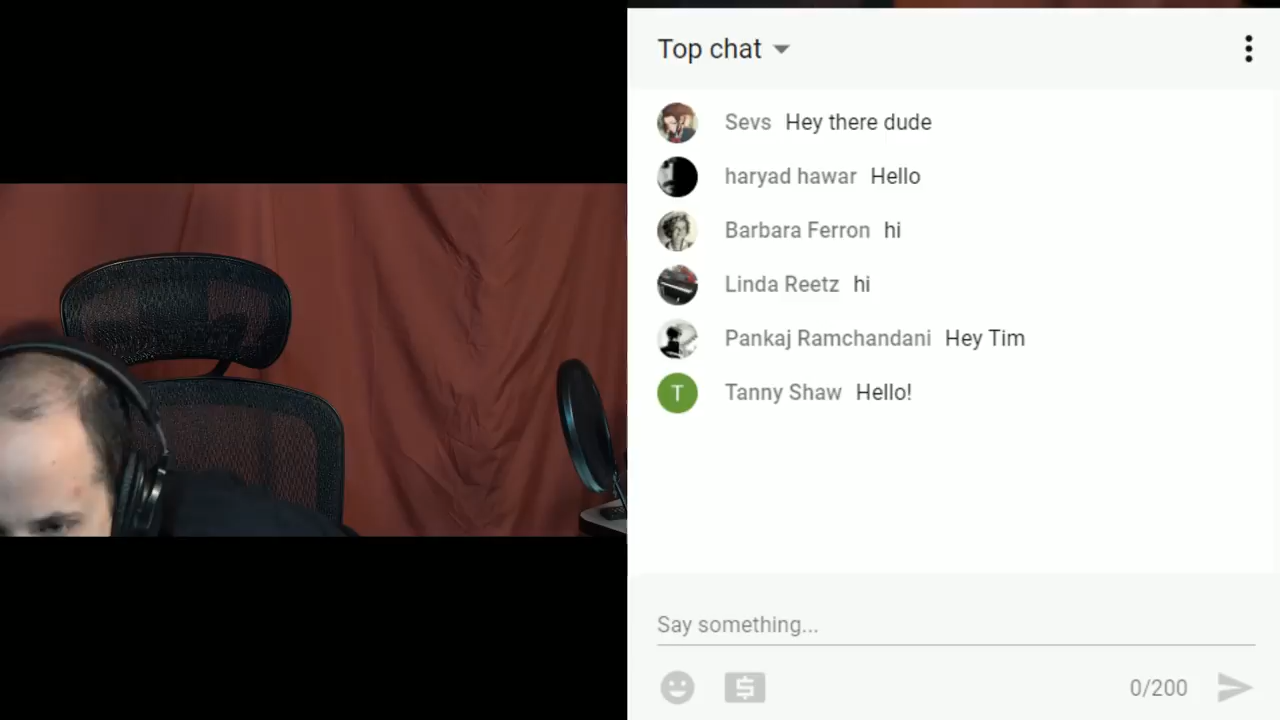 Top chat
Sevs Hey there dude
haryad hawar Hello
Barbara Ferron hi
Linda Reetz hi
Pankaj Ramchandani Hey Tim
T Tanny Shaw Hello!
Say something...
0/200